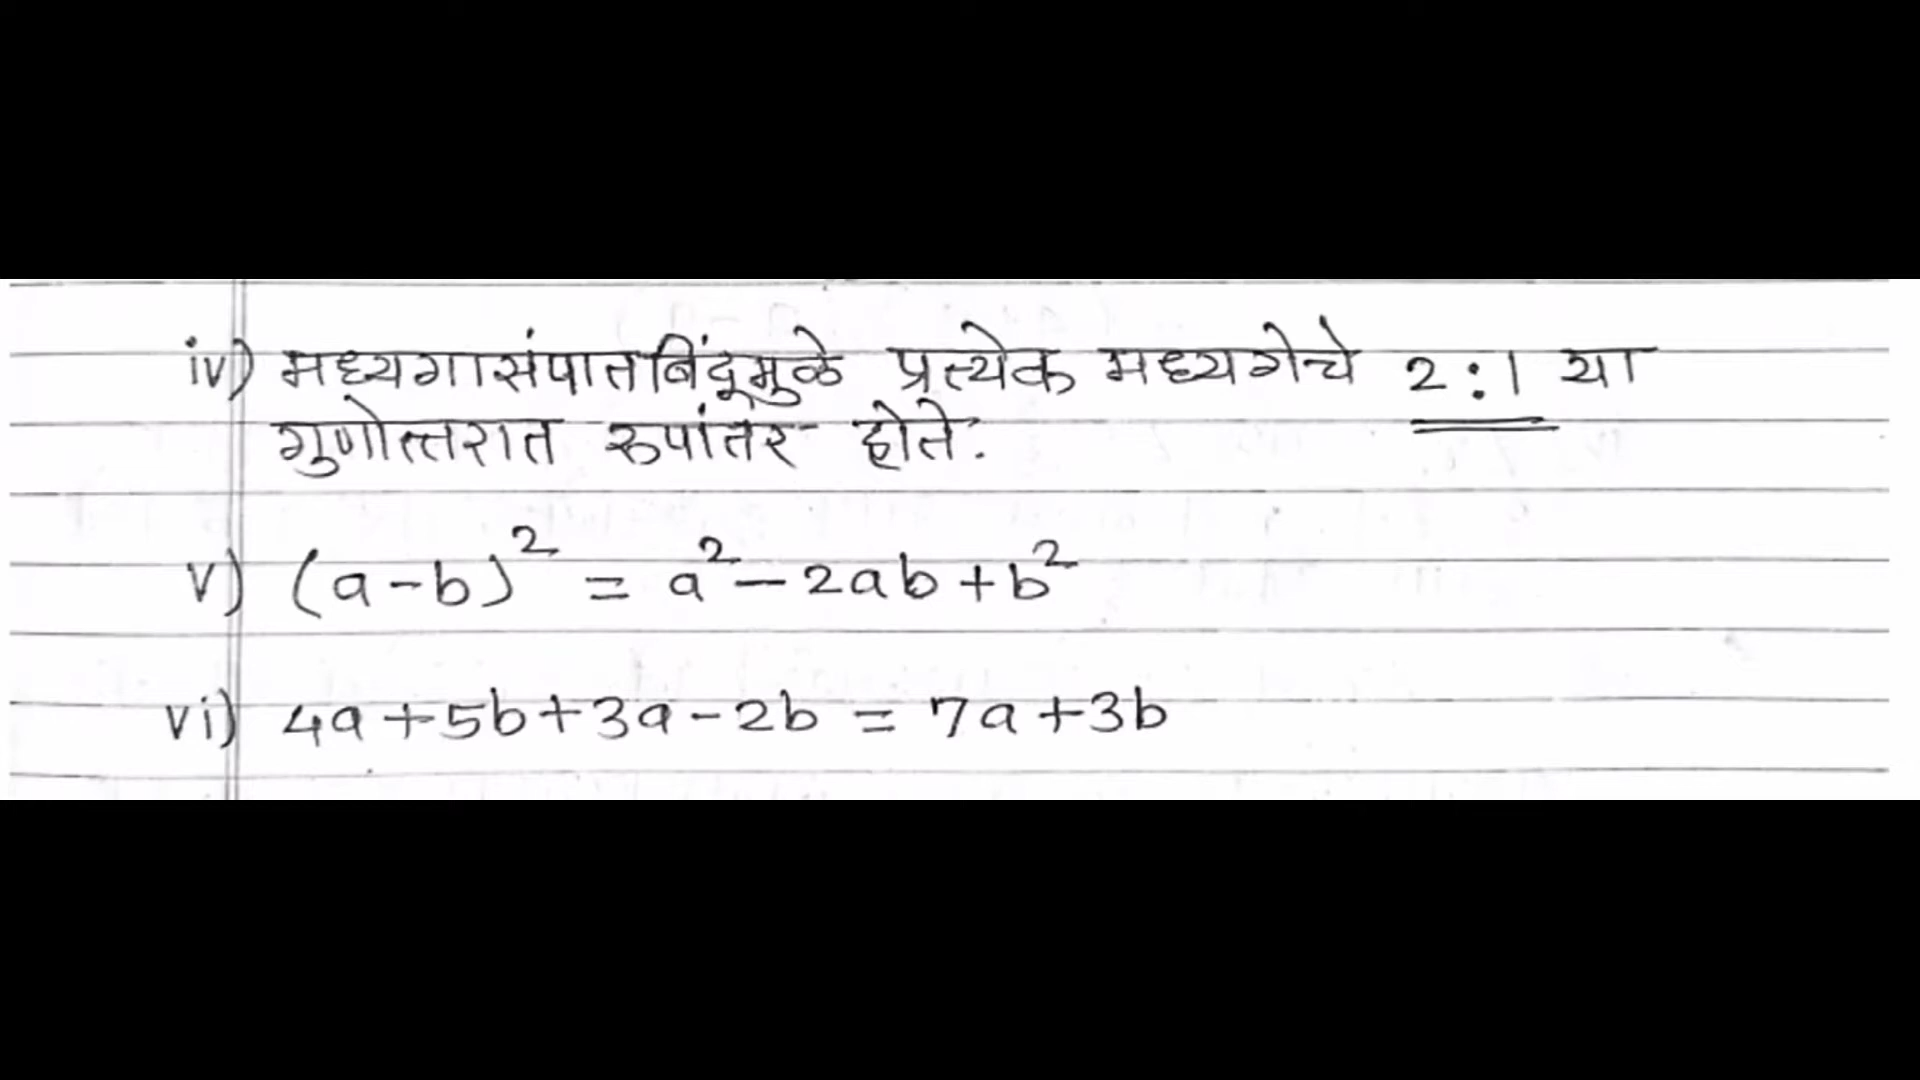 iv) मध्यगासंपातबिंदूमुळे प्रत्येक मध्यगेचे 2:1 या
गुणोत्तरात रुपांतर होते.
v) (a-b)² = a² - 2ab + b²
vi) 4a + 5b + 3a - 2b = 7a + 3b